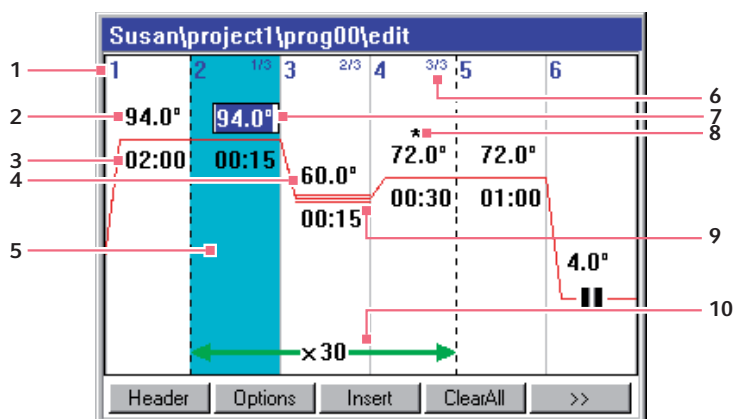 Susan\project1\prog00\edit
1 1 2 1/3 3 2/3 4 3/3 5 6
6
2 94.0° 94.0° 7
* 8
3 02:00 00:15 72.0° 72.0°
4 60.0°
00:30 01:00
00:15 9
5
4.0°
10
×30
Header Options Insert ClearAll >>